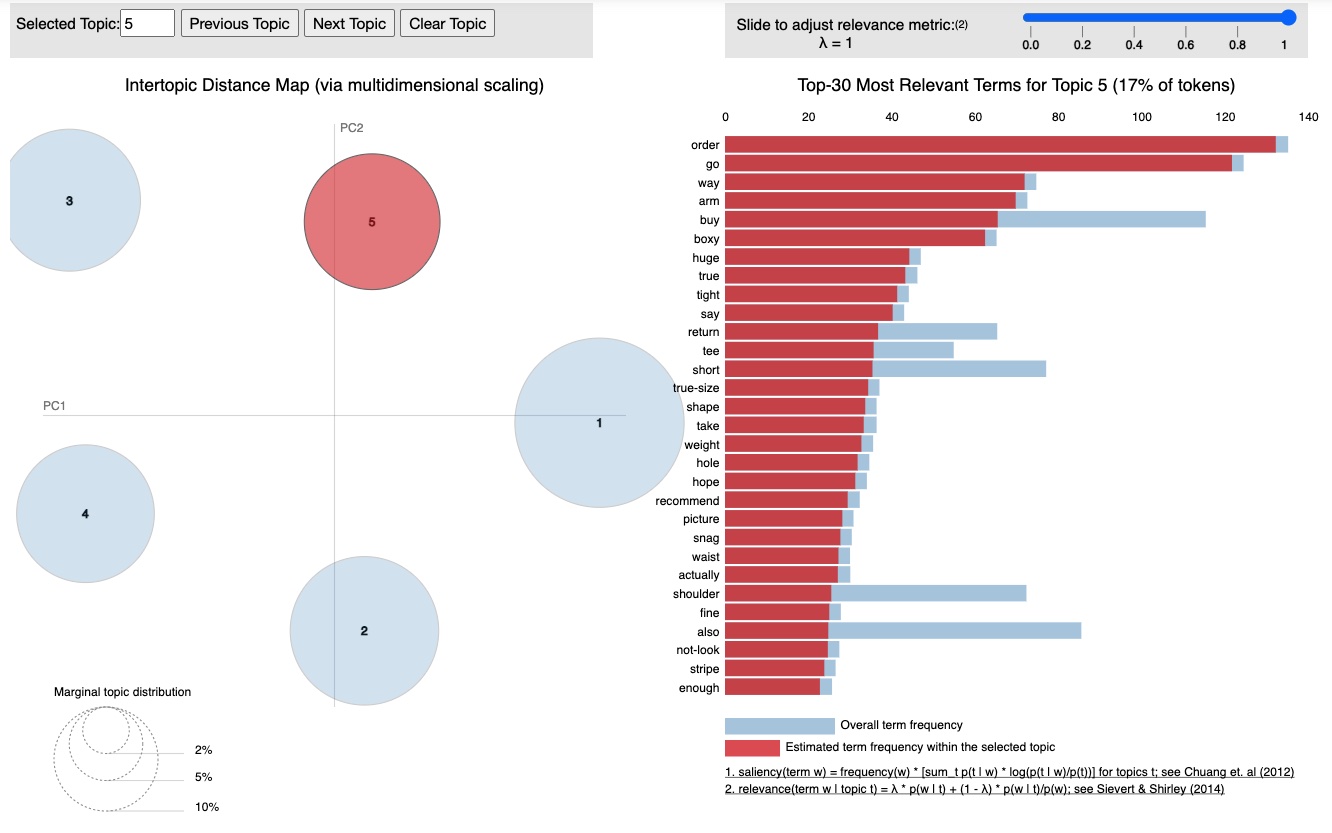 Selected Topic: 5 Previous Topic Next Topic Clear Topic
Slide to adjust relevance metric:(2)
λ = 1
0.0 0.2 0.4 0.6 0.8 1
Intertopic Distance Map (via multidimensional scaling)
PC2
PC1
3
5
1
4
2
Marginal topic distribution
2%
5%
10%
Top-30 Most Relevant Terms for Topic 5 (17% of tokens)
0 20 40 60 80 100 120 140
order
go
way
arm
buy
boxy
huge
true
tight
say
return
tee
short
true-size
shape
take
weight
hole
hope
recommend
picture
snag
waist
actually
shoulder
fine
also
not-look
stripe
enough
Overall term frequency
Estimated term frequency within the selected topic
1. saliency(term w) = frequency(w) * [sum_t p(t | w) * log(p(t | w)/p(t))] for topics t; see Chuang et. al (2012)
2. relevance(term w | topic t) = λ * p(w | t) + (1 - λ) * p(w | t)/p(w); see Sievert & Shirley (2014)